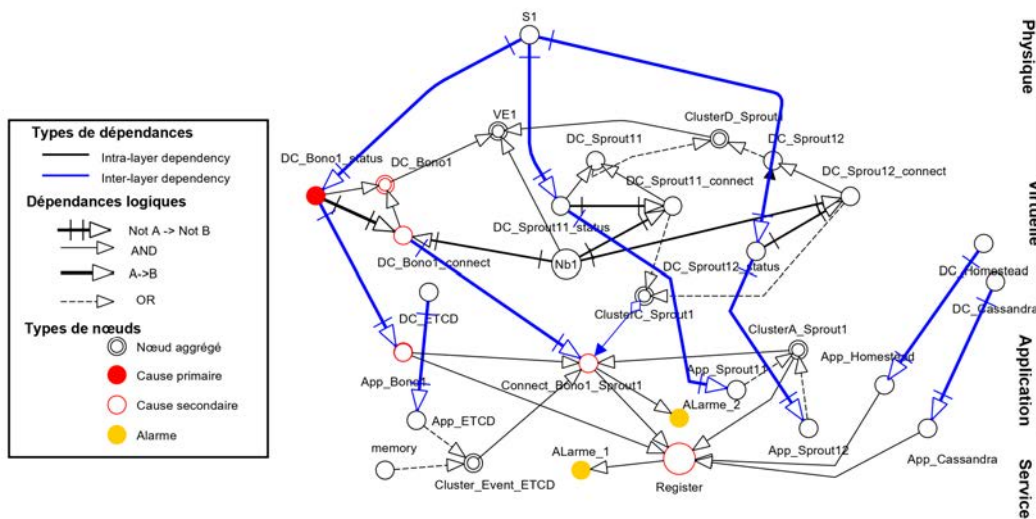 Physique
S1
VE1
ClusterD_Sprout1
DC_Sprout11
DC_Sprout12
Types de dépendances
DC_Bono1_status
DC_Bono1
Intra-layer dependency
DC_Sprout11_connect
DC_Sprou12_connect
Inter-layer dependency
Virtuelle
Dépendances logiques
Not A -> Not B
DC_Sprout11_status
AND
DC_Bono1_connect
Nb1
DC_Sprout12_status
DC_Homestead
A->B
OR
DC_ETCD
ClusterC_Sprout1
DC_Cassandra
Types de nœuds
ClusterA_Sprout1
Nœud aggrégé
App_Homestead
App_Sprout11
Application
Cause primaire
App_Bono1
Connect_Bono1_Sprout1
Cause secondaire
ALarme_2
App_ETCD
Alarme
memory
ALarme_1
App_Sprout12
App_Cassandra
Cluster_Event_ETCD
Register
Service